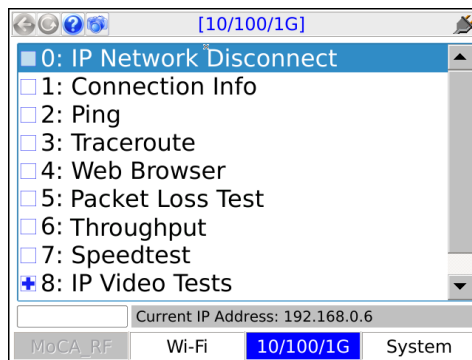 [10/100/1G]
0: IP Network Disconnect
1: Connection Info
2: Ping
3: Traceroute
4: Web Browser
5: Packet Loss Test
6: Throughput
7: Speedtest
8: IP Video Tests
Current IP Address: 192.168.0.6
MoCA_RF Wi-Fi 10/100/1G System